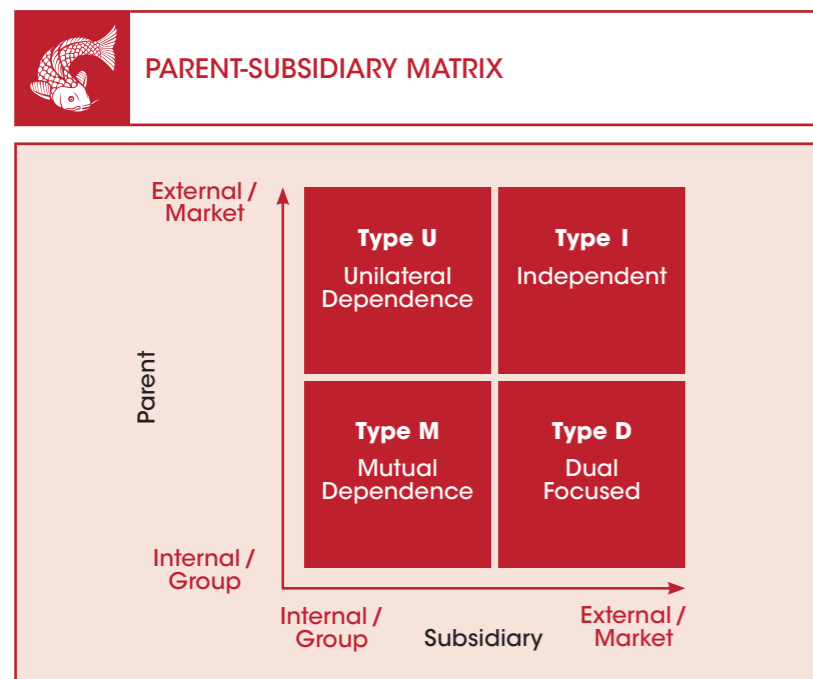 PARENT-SUBSIDIARY MATRIX
External /
Market
Type U
Unilateral
Dependence
Type I
Independent
Parent
Type M
Mutual
Dependence
Type D
Dual
Focused
Internal /
Group
Internal /
Group
Subsidiary
External /
Market